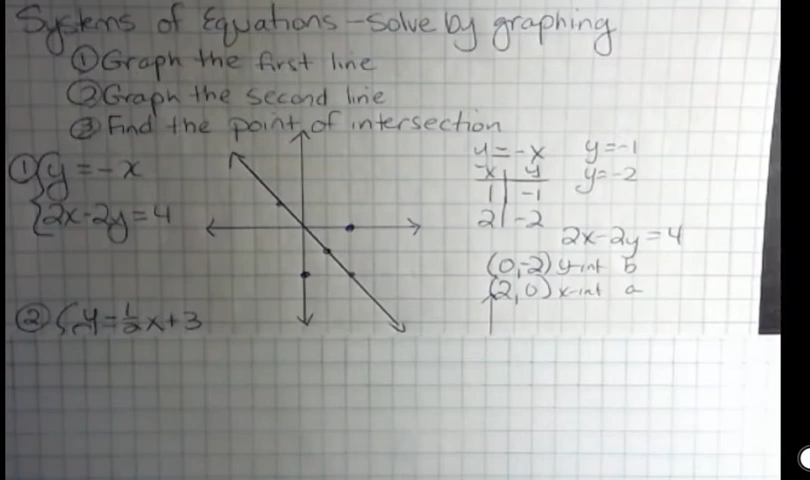 Systems of Equations - Solve by graphing
① Graph the first line
② Graph the second line
③ Find the point of intersection
① { y = -x
2x-2y=4
y = -x
x y
1 -1
2 -2
y = -1
y = -2
2x-2y=4
(0,-2) y-int b
(2,0) x-int a
② { y = 1/2 x + 3